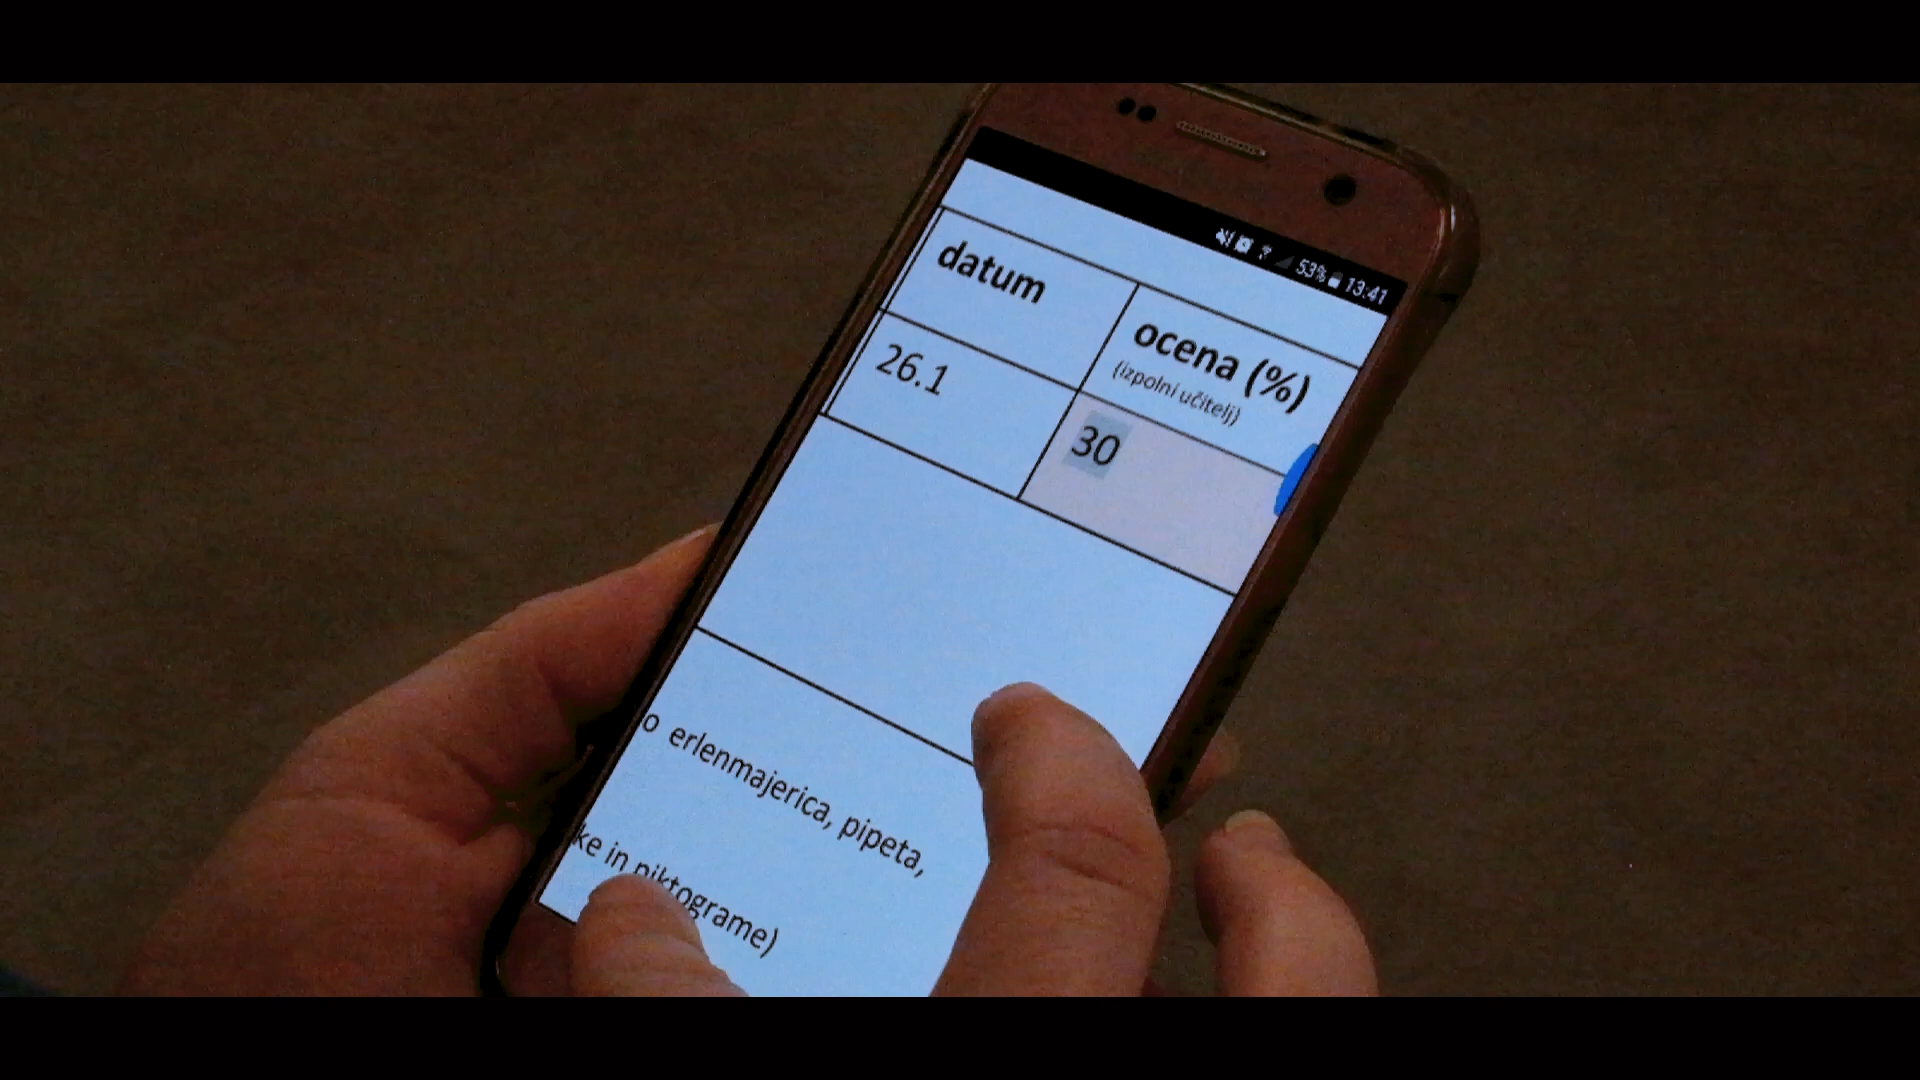 53% 13:41
datum
ocena (%)
(izpolni učitelj)
26.1
30
o erlenmajerica, pipeta,
ke in piktograme)